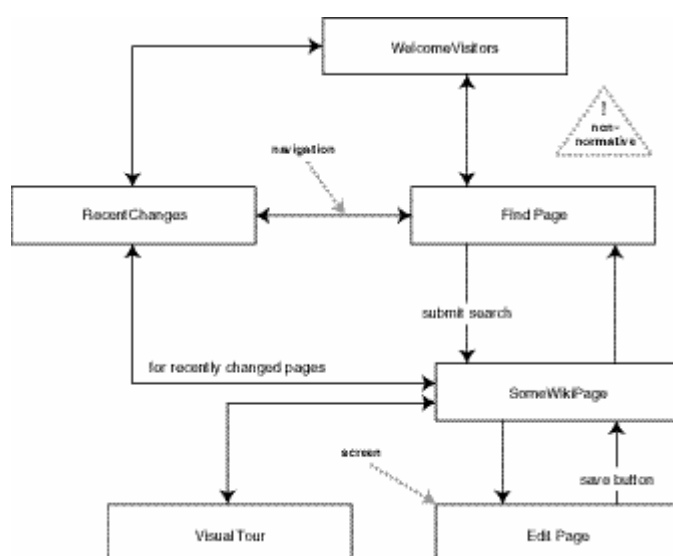 WelcomeVisitors
!
non-
normative
navigation
RecentChanges
Find Page
submit search
for recently changed pages
SomeWikiPage
screen
save button
VisualTour
Edit Page